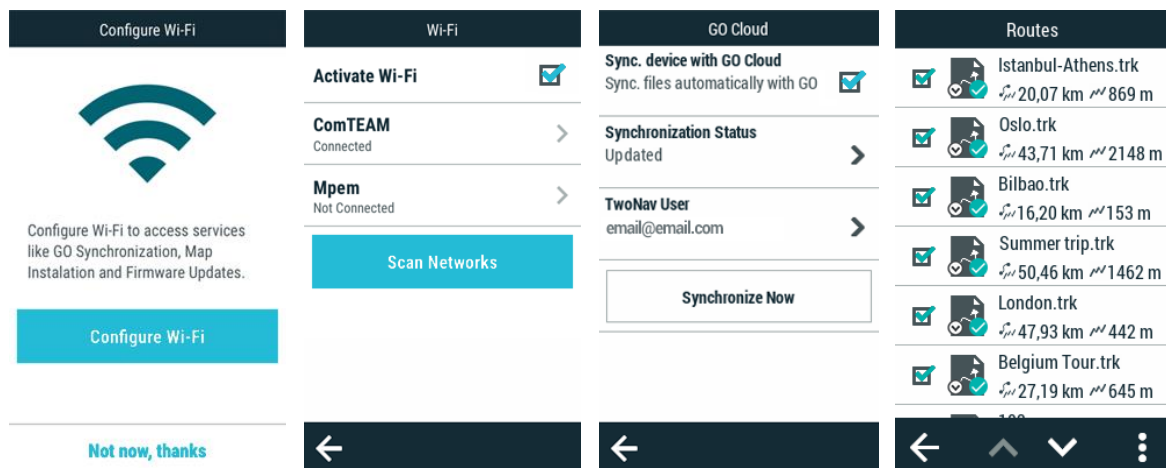 Configure Wi-Fi
Configure Wi-Fi to access services
like GO Synchronization, Map
Instalation and Firmware Updates.
Configure Wi-Fi
Not now, thanks
Wi-Fi
Activate Wi-Fi
ComTEAM
Connected
Mpem
Not Connected
Scan Networks
GO Cloud
Sync. device with GO Cloud
Sync. files automatically with GO
Synchronization Status
Updated
TwoNav User
email@email.com
Synchronize Now
Routes
Istanbul-Athens.trk
20,07 km 869 m
Oslo.trk
43,71 km 2148 m
Bilbao.trk
16,20 km 153 m
Summer trip.trk
50,46 km 1462 m
London.trk
47,93 km 442 m
Belgium Tour.trk
27,19 km 645 m